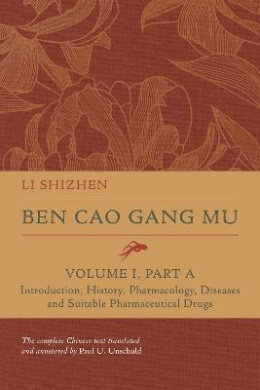 LI SHIZHEN
BEN CAO GANG MU
VOLUME I, PART A
Introduction, History, Pharmacology, Diseases
and Suitable Pharmaceutical Drugs
The complete Chinese text translated
and annotated by Paul U. Unschuld